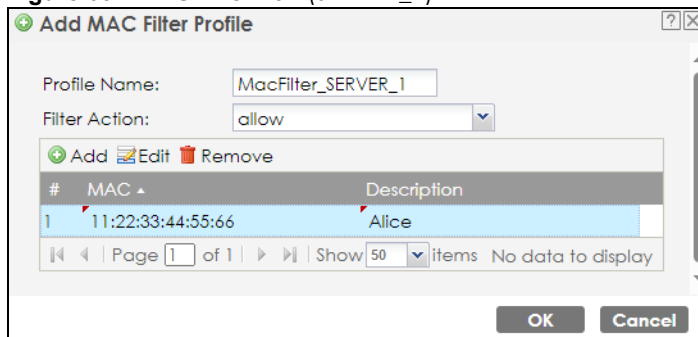 Add MAC Filter Profile
Profile Name: MacFilter_SERVER_1
Filter Action: allow
Add Edit Remove
# MAC Description
1 11:22:33:44:55:66 Alice
Page 1 of 1 Show 50 items No data to display
OK Cancel